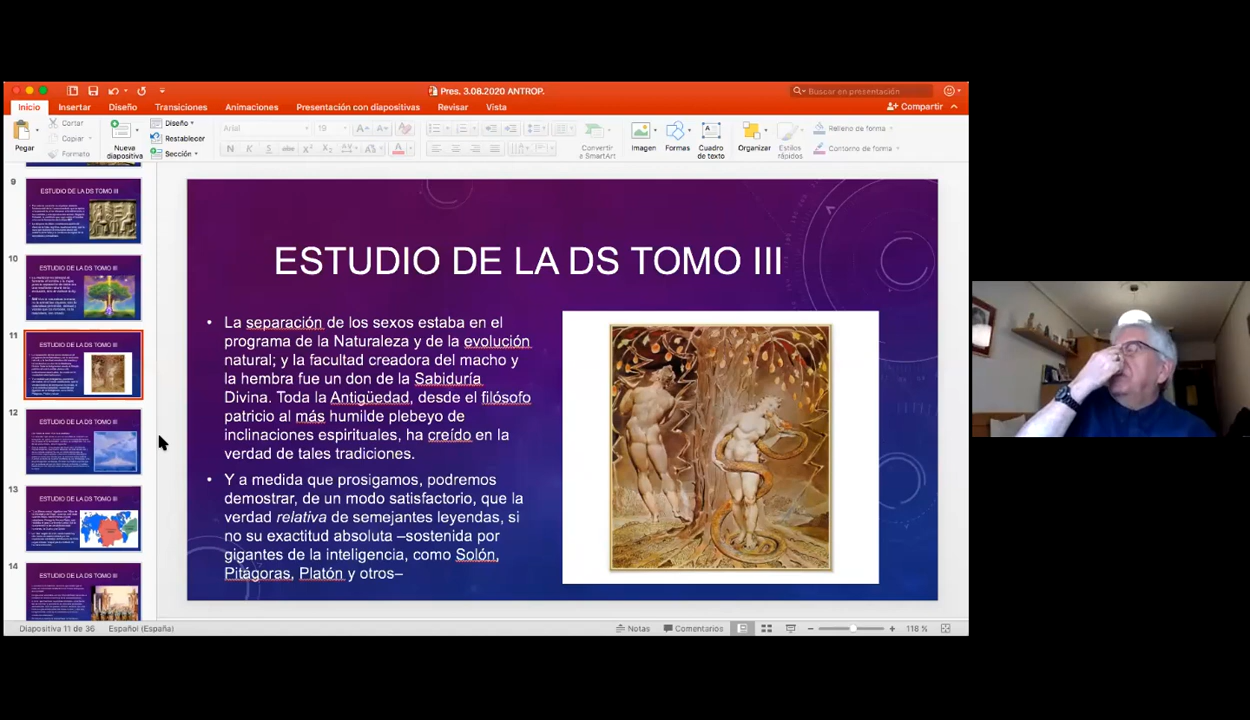 Pres. 3.08.2020 ANTROP.
Buscar en presentación
Inicio Insertar Diseño Transiciones Animaciones Presentación con diapositivas Revisar Vista
Compartir
Pegar
Cortar
Copiar
Formato
Nueva
diapositiva
Diseño
Restablecer
Sección
Arial 19
Convertir
a SmartArt
Imagen
Formas
Cuadro
de texto
Organizar
Estilos
rápidos
Relleno de forma
Contorno de forma
9
ESTUDIO DE LA DS TOMO III
10
ESTUDIO DE LA DS TOMO III
11
ESTUDIO DE LA DS TOMO III
12
ESTUDIO DE LA DS TOMO III
13
ESTUDIO DE LA DS TOMO III
14
ESTUDIO DE LA DS TOMO III
ESTUDIO DE LA DS TOMO III
• La separación de los sexos estaba en el
programa de la Naturaleza y de la evolución
natural; y la facultad creadora del macho y
la hembra fue un don de la Sabiduría
Divina. Toda la Antigüedad, desde el filósofo
patricio al más humilde plebeyo de
inclinaciones espirituales, ha creído en la
verdad de tales tradiciones.
• Y a medida que prosigamos, podremos
demostrar, de un modo satisfactorio, que la
verdad relativa de semejantes leyendas, si
no su exactitud absoluta –sostenida por
gigantes de la inteligencia, como Solón,
Pitágoras, Platón y otros–
Diapositiva 11 de 36 Español (España) Notas Comentarios 118 %